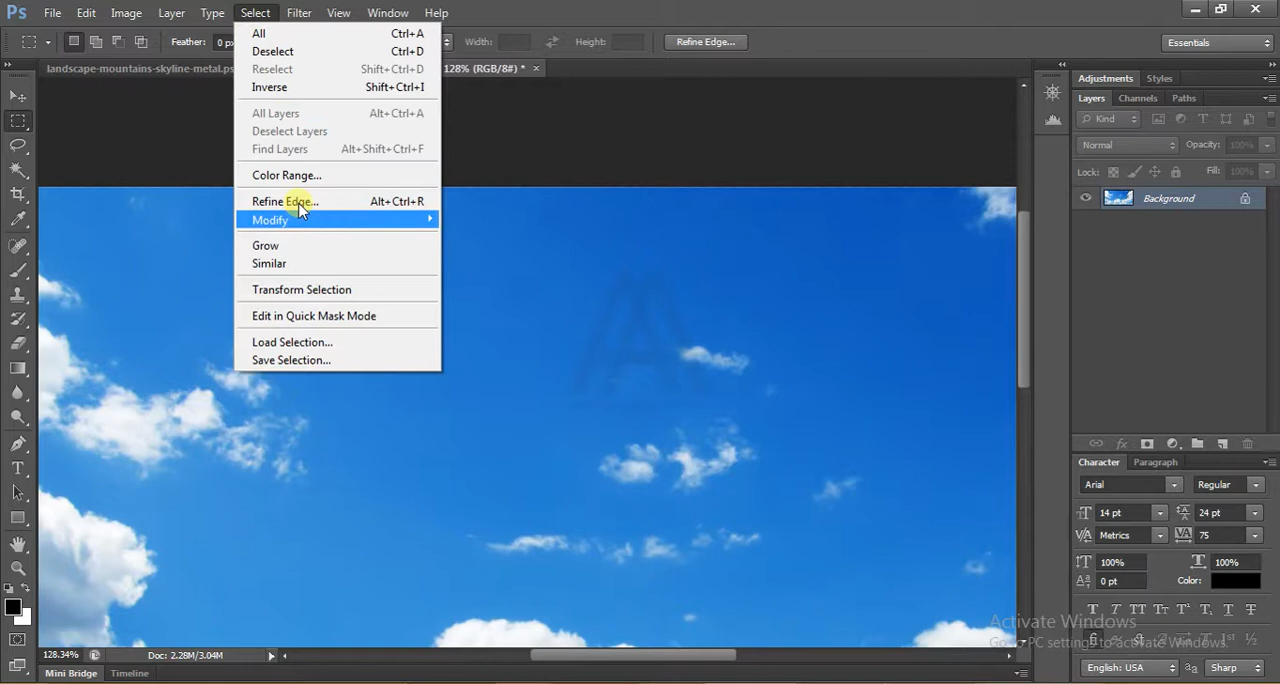 Ps File Edit Image Layer Type Select Filter View Window Help
Feather: 0 px Width: Height: Refine Edge... Essentials
landscape-mountains-skyline-metal.ps 128% (RGB/8#) * ×
All Ctrl+A
Deselect Ctrl+D
Reselect Shift+Ctrl+D
Inverse Shift+Ctrl+I
All Layers Alt+Ctrl+A
Deselect Layers
Find Layers Alt+Shift+Ctrl+F
Color Range...
Refine Edge... Alt+Ctrl+R
Modify
Grow
Similar
Transform Selection
Edit in Quick Mask Mode
Load Selection...
Save Selection...
Adjustments Styles
Layers Channels Paths
Kind
Normal Opacity: 100%
Lock: Fill: 100%
Background
Character Paragraph
Arial Regular
14 pt 24 pt
Metrics 75
100% 100%
0 pt Color:
Activate Windows
Go to PC settings to activate Windows.
English: USA Sharp
128.34% Doc: 2.28M/3.04M
Mini Bridge Timeline